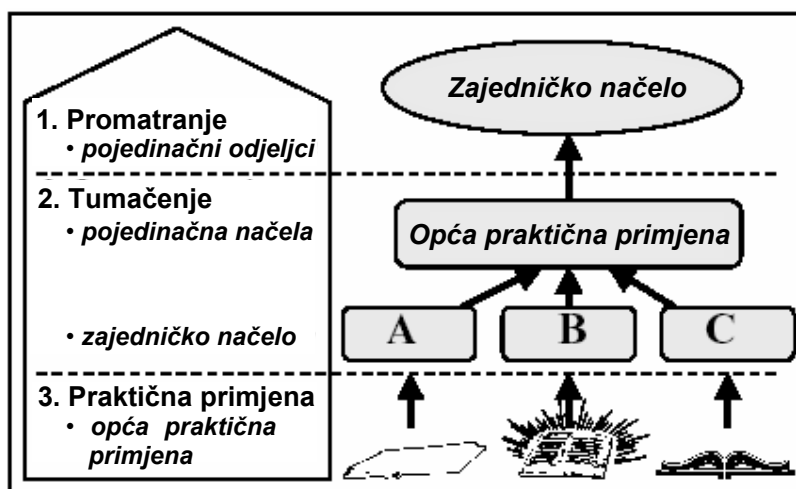 1. Promatranje
• pojedinačni odjeljci
2. Tumačenje
• pojedinačna načela
• zajedničko načelo
3. Praktična primjena
• opća praktična
primjena
Zajedničko načelo
Opća praktična primjena
A
B
C